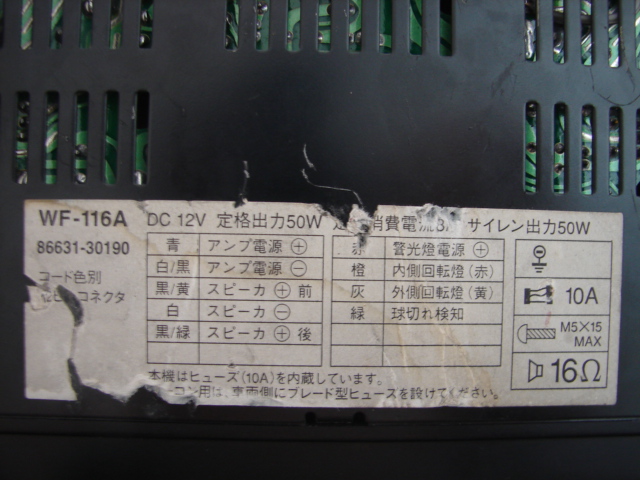 WF-116A DC 12V 定格出力50W 消費電流 サイレン出力50W
86631-30190
コード色別
コネクタ
青 アンプ電源 +
白/黒 アンプ電源 −
黒/黄 スピーカ + 前
白 スピーカ −
黒/緑 スピーカ + 後
赤 警光燈電源 +
橙 内側回転燈(赤)
灰 外側回転燈(黄)
緑 球切れ検知
10A
M5×15
MAX
16Ω
本機はヒューズ(10A)を内蔵しています。
コン用は、車両側にブレード型ヒューズを設けてください。